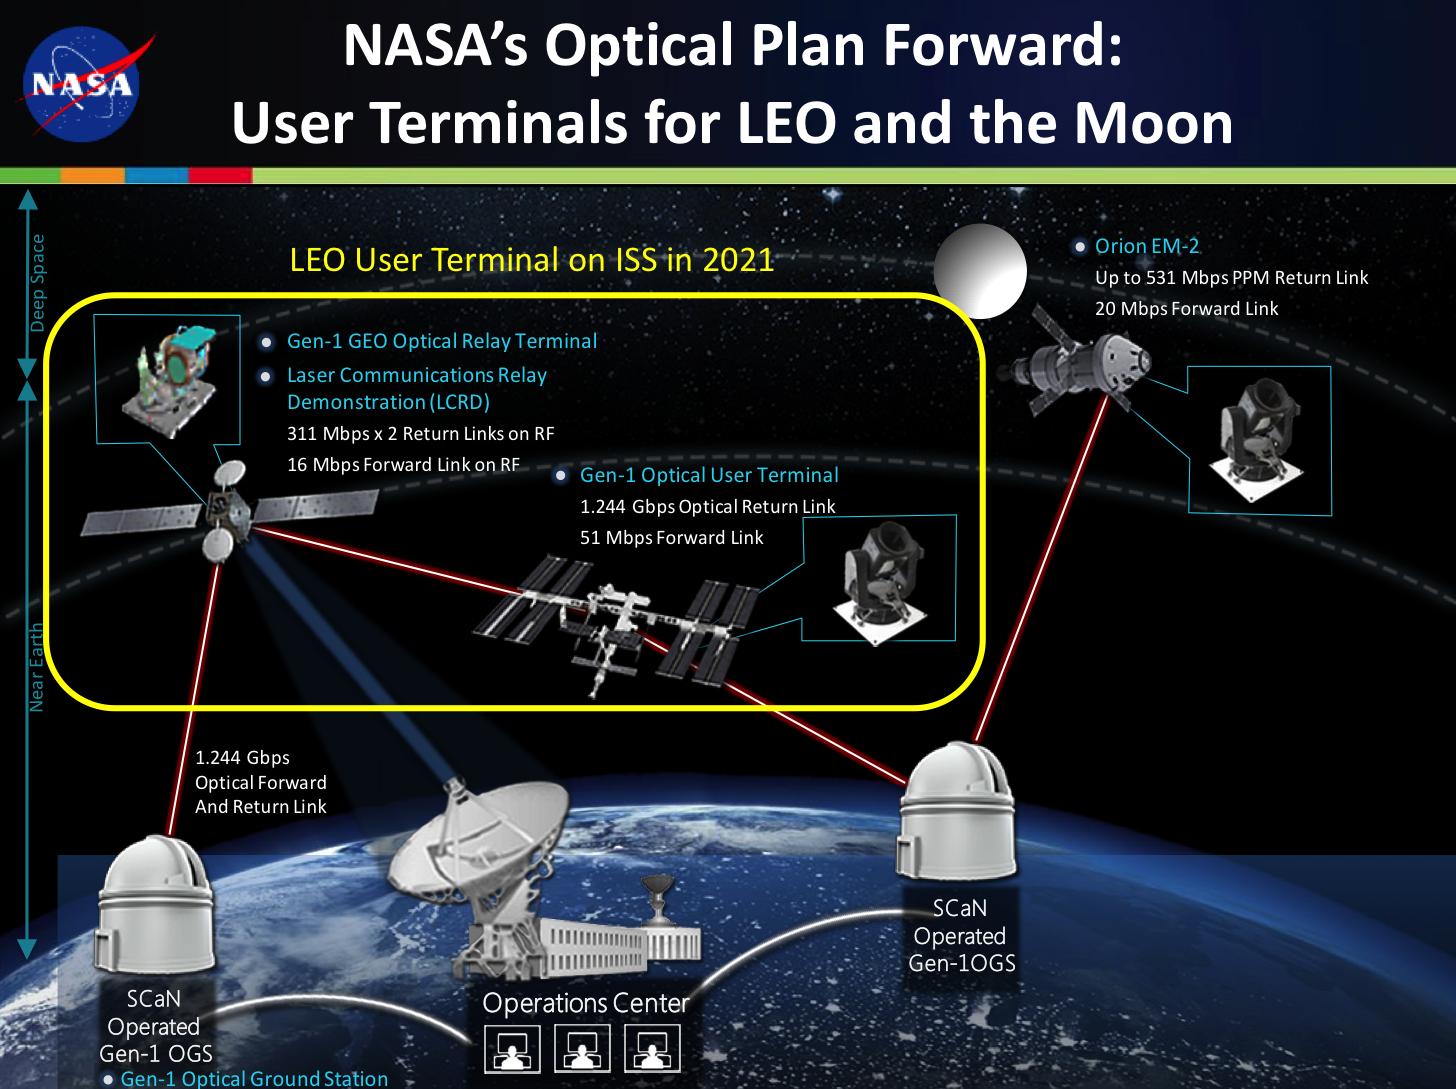 NASA
NASA's Optical Plan Forward:
User Terminals for LEO and the Moon
Deep Space
Near Earth
LEO User Terminal on ISS in 2021
Orion EM-2
Up to 531 Mbps PPM Return Link
20 Mbps Forward Link
Gen-1 GEO Optical Relay Terminal
Laser Communications Relay
Demonstration (LCRD)
311 Mbps x 2 Return Links on RF
16 Mbps Forward Link on RF
Gen-1 Optical User Terminal
1.244 Gbps Optical Return Link
51 Mbps Forward Link
1.244 Gbps
Optical Forward
And Return Link
SCaN
Operated
Gen-1OGS
SCaN
Operated
Gen-1 OGS
Operations Center
Gen-1 Optical Ground Station